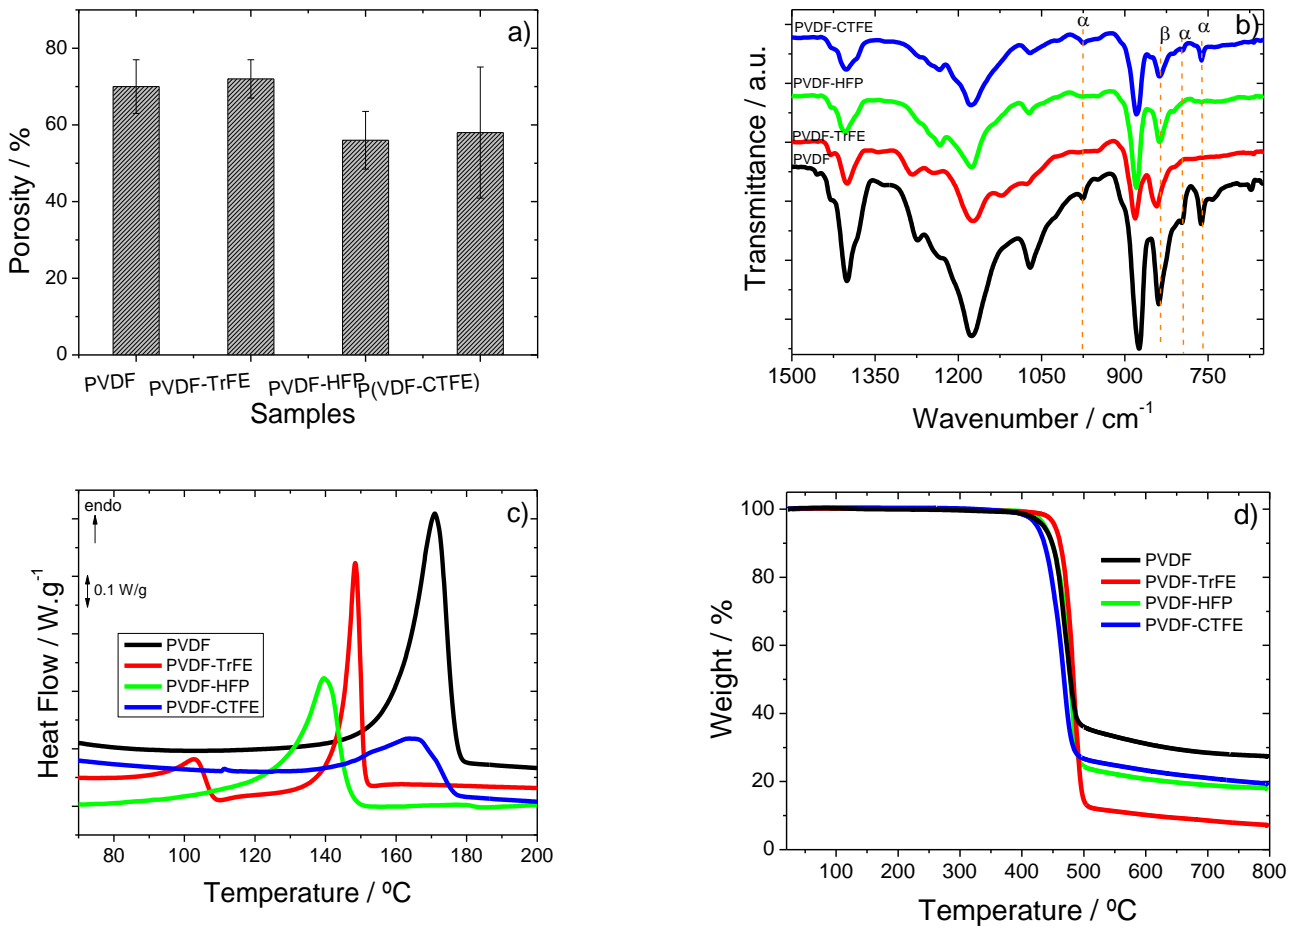 a)
80
60
40
20
0
Porosity / %
PVDF
PVDF-TrFE
PVDF-HFP
P(VDF-CTFE)
Samples
b)
PVDF-CTFE
PVDF-HFP
PVDF-TrFE
PVDF
α
β
α
α
Transmittance / a.u.
1500 1350 1200 1050 900 750
Wavenumber / cm⁻¹
c)
endo
0.1 W/g
PVDF
PVDF-TrFE
PVDF-HFP
PVDF-CTFE
Heat Flow / W.g⁻¹
80 100 120 140 160 180 200
Temperature / ºC
d)
100
80
60
40
20
0
Weight / %
PVDF
PVDF-TrFE
PVDF-HFP
PVDF-CTFE
100 200 300 400 500 600 700 800
Temperature / ºC